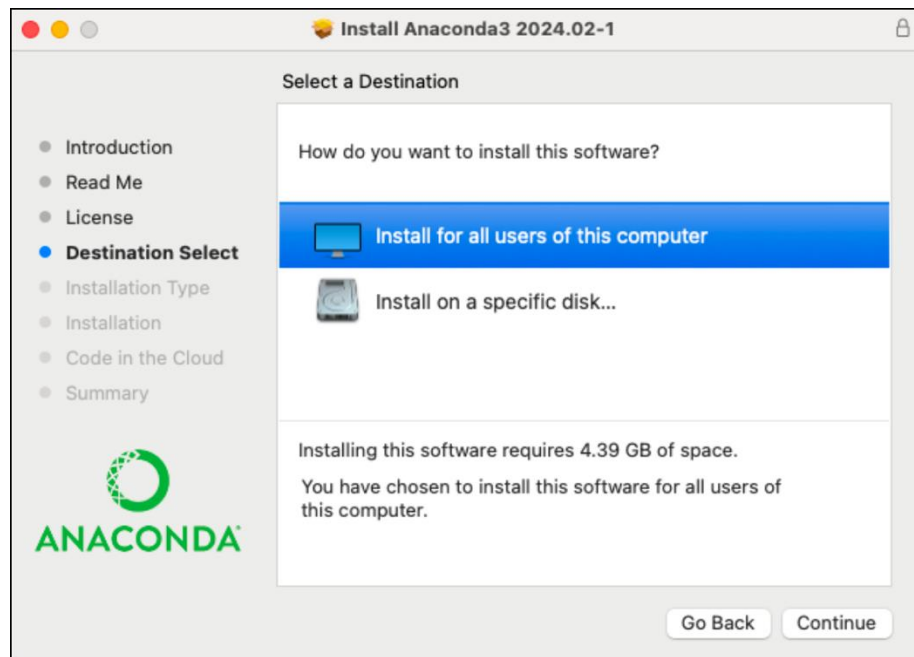 Install Anaconda3 2024.02-1
Select a Destination
Introduction
Read Me
License
Destination Select
Installation Type
Installation
Code in the Cloud
Summary
ANACONDA
How do you want to install this software?
Install for all users of this computer
Install on a specific disk...
Installing this software requires 4.39 GB of space.
You have chosen to install this software for all users of
this computer.
Go Back
Continue